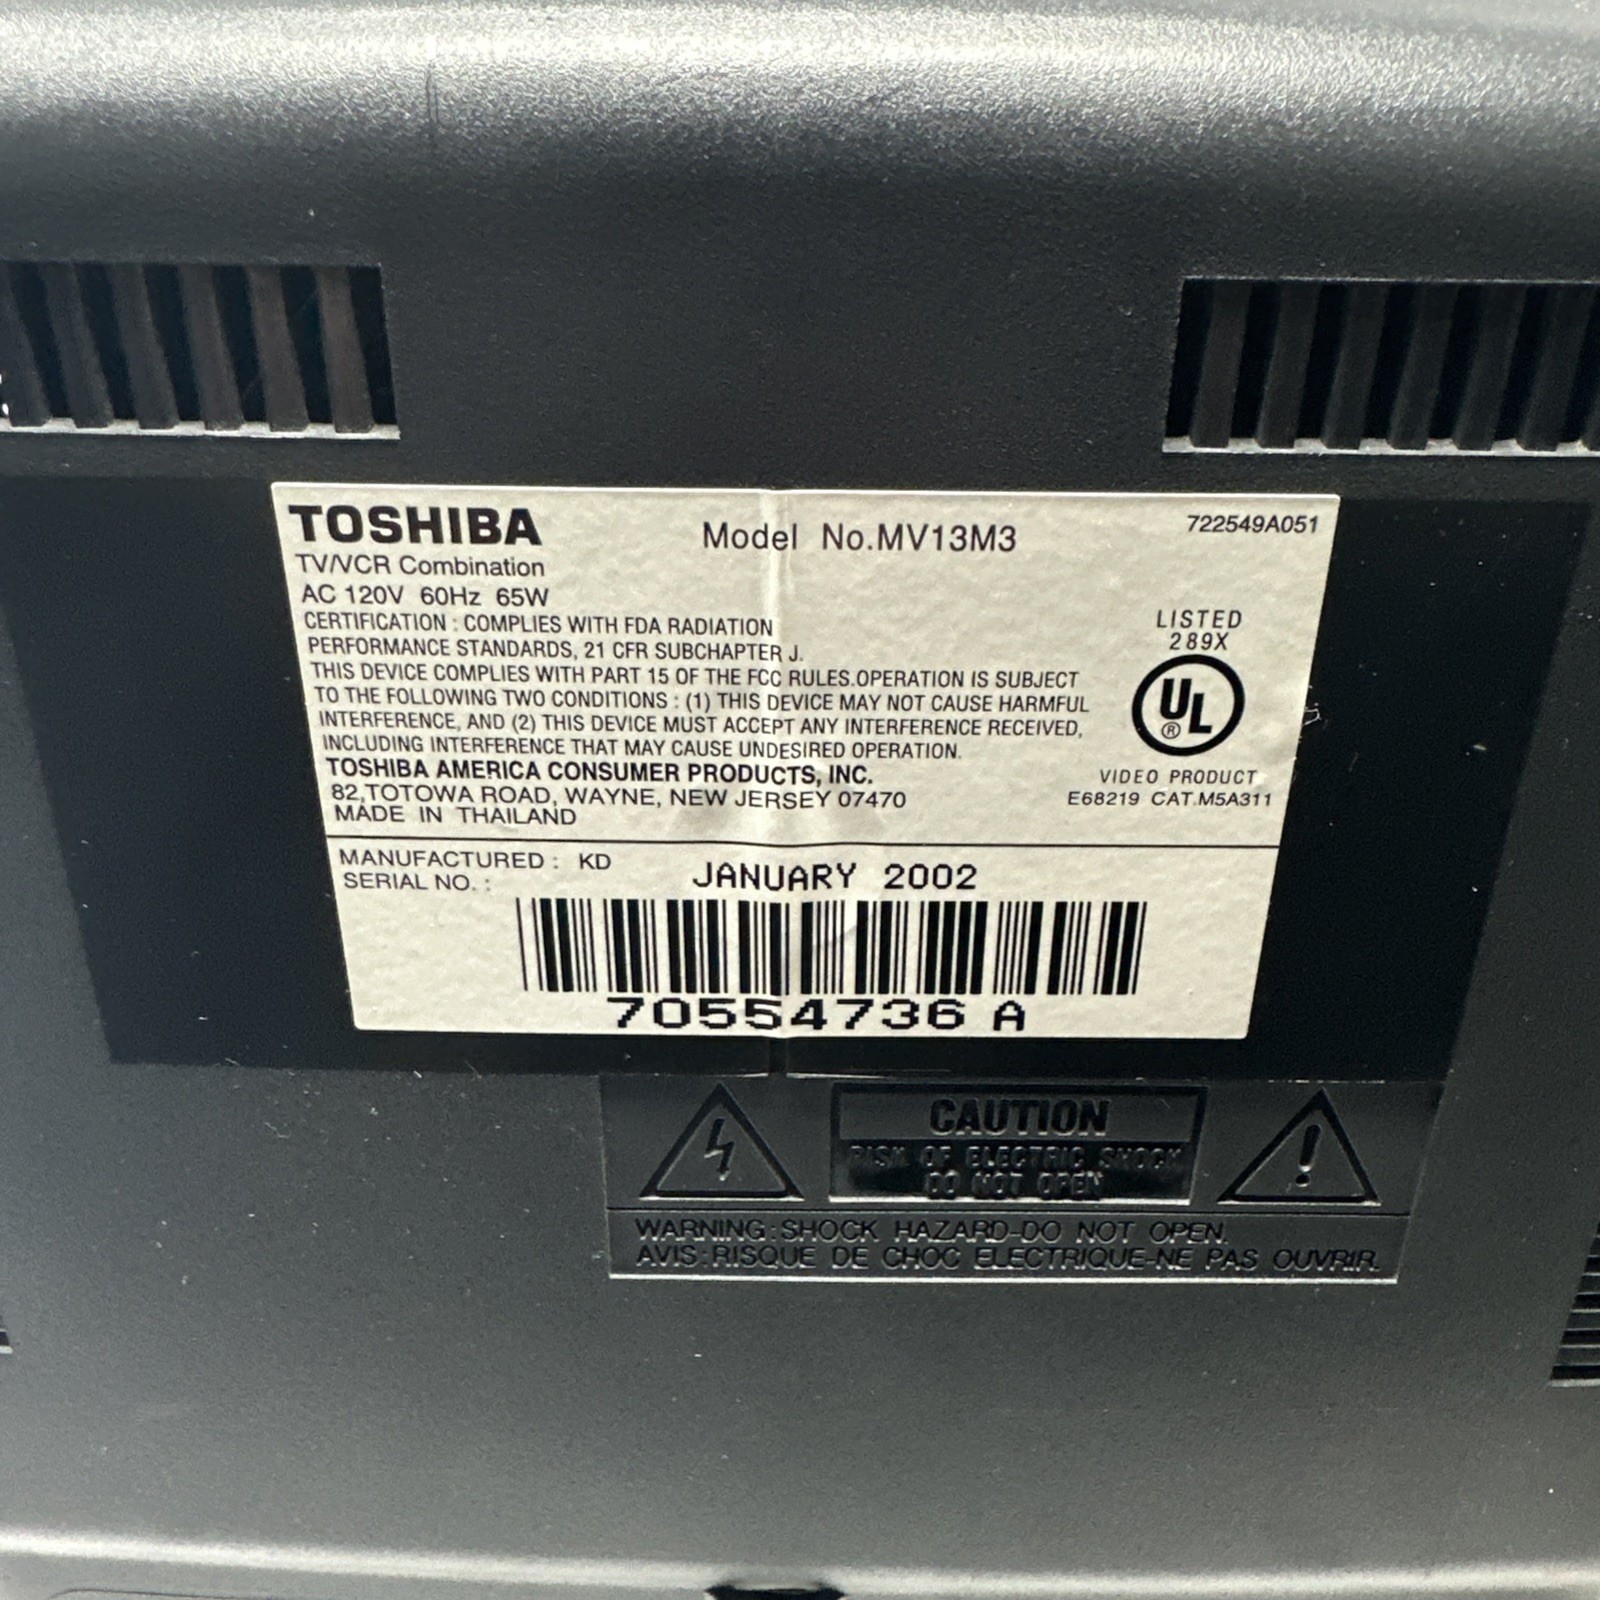 TOSHIBA
Model No.MV13M3
722549A051
TV/VCR Combination
AC 120V 60Hz 65W
CERTIFICATION : COMPLIES WITH FDA RADIATION
PERFORMANCE STANDARDS, 21 CFR SUBCHAPTER J.
THIS DEVICE COMPLIES WITH PART 15 OF THE FCC RULES.OPERATION IS SUBJECT
TO THE FOLLOWING TWO CONDITIONS : (1) THIS DEVICE MAY NOT CAUSE HARMFUL
INTERFERENCE, AND (2) THIS DEVICE MUST ACCEPT ANY INTERFERENCE RECEIVED,
INCLUDING INTERFERENCE THAT MAY CAUSE UNDESIRED OPERATION.
TOSHIBA AMERICA CONSUMER PRODUCTS, INC.
82,TOTOWA ROAD, WAYNE, NEW JERSEY 07470
MADE IN THAILAND
LISTED
289X
UL
®
VIDEO PRODUCT
E68219 CAT.M5A311
MANUFACTURED : KD
JANUARY 2002
SERIAL NO. :
70554736 A
CAUTION
RISK OF ELECTRIC SHOCK
DO NOT OPEN
WARNING:SHOCK HAZARD-DO NOT OPEN.
AVIS:RISQUE DE CHOC ELECTRIQUE-NE PAS OUVRIR.